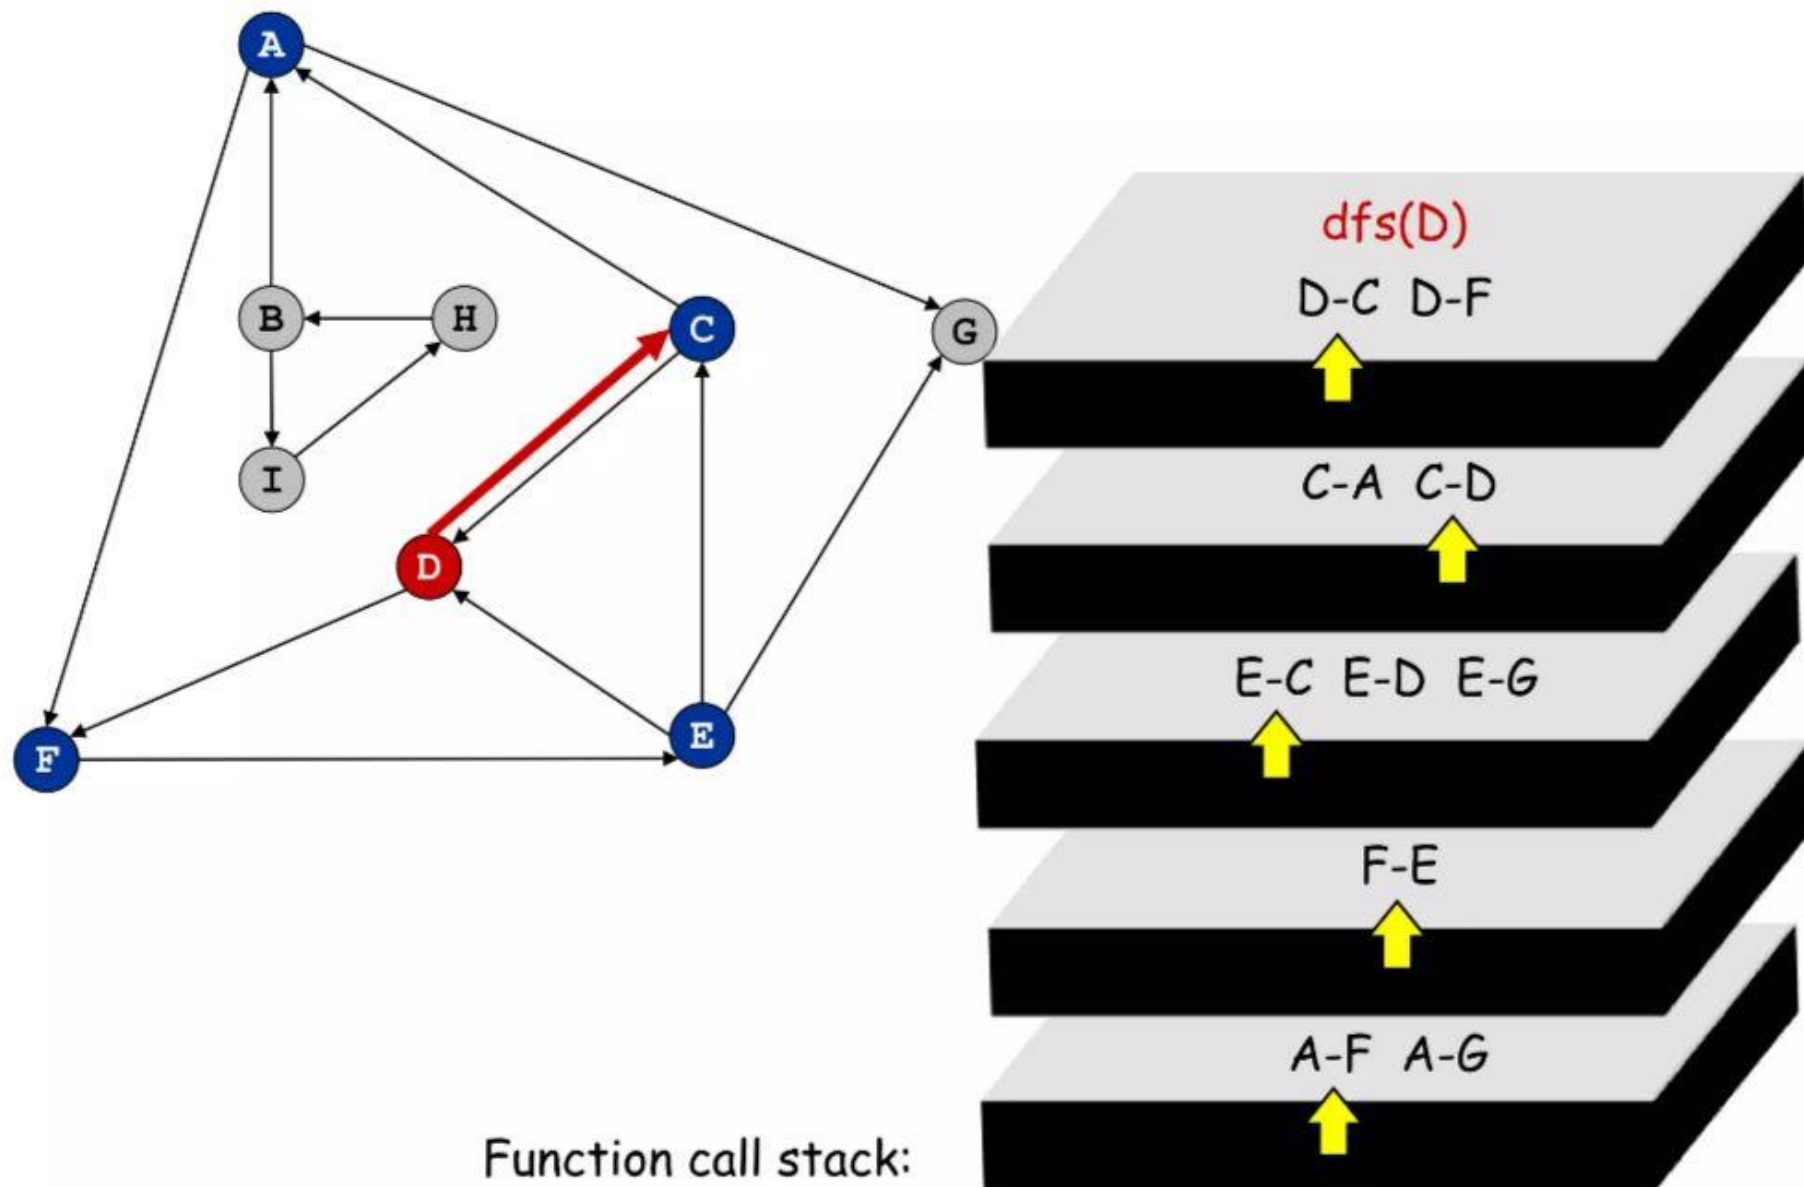 A
B
H
C
G
I
D
E
F
dfs(D)
D-C D-F
C-A C-D
E-C E-D E-G
F-E
A-F A-G
Function call stack: